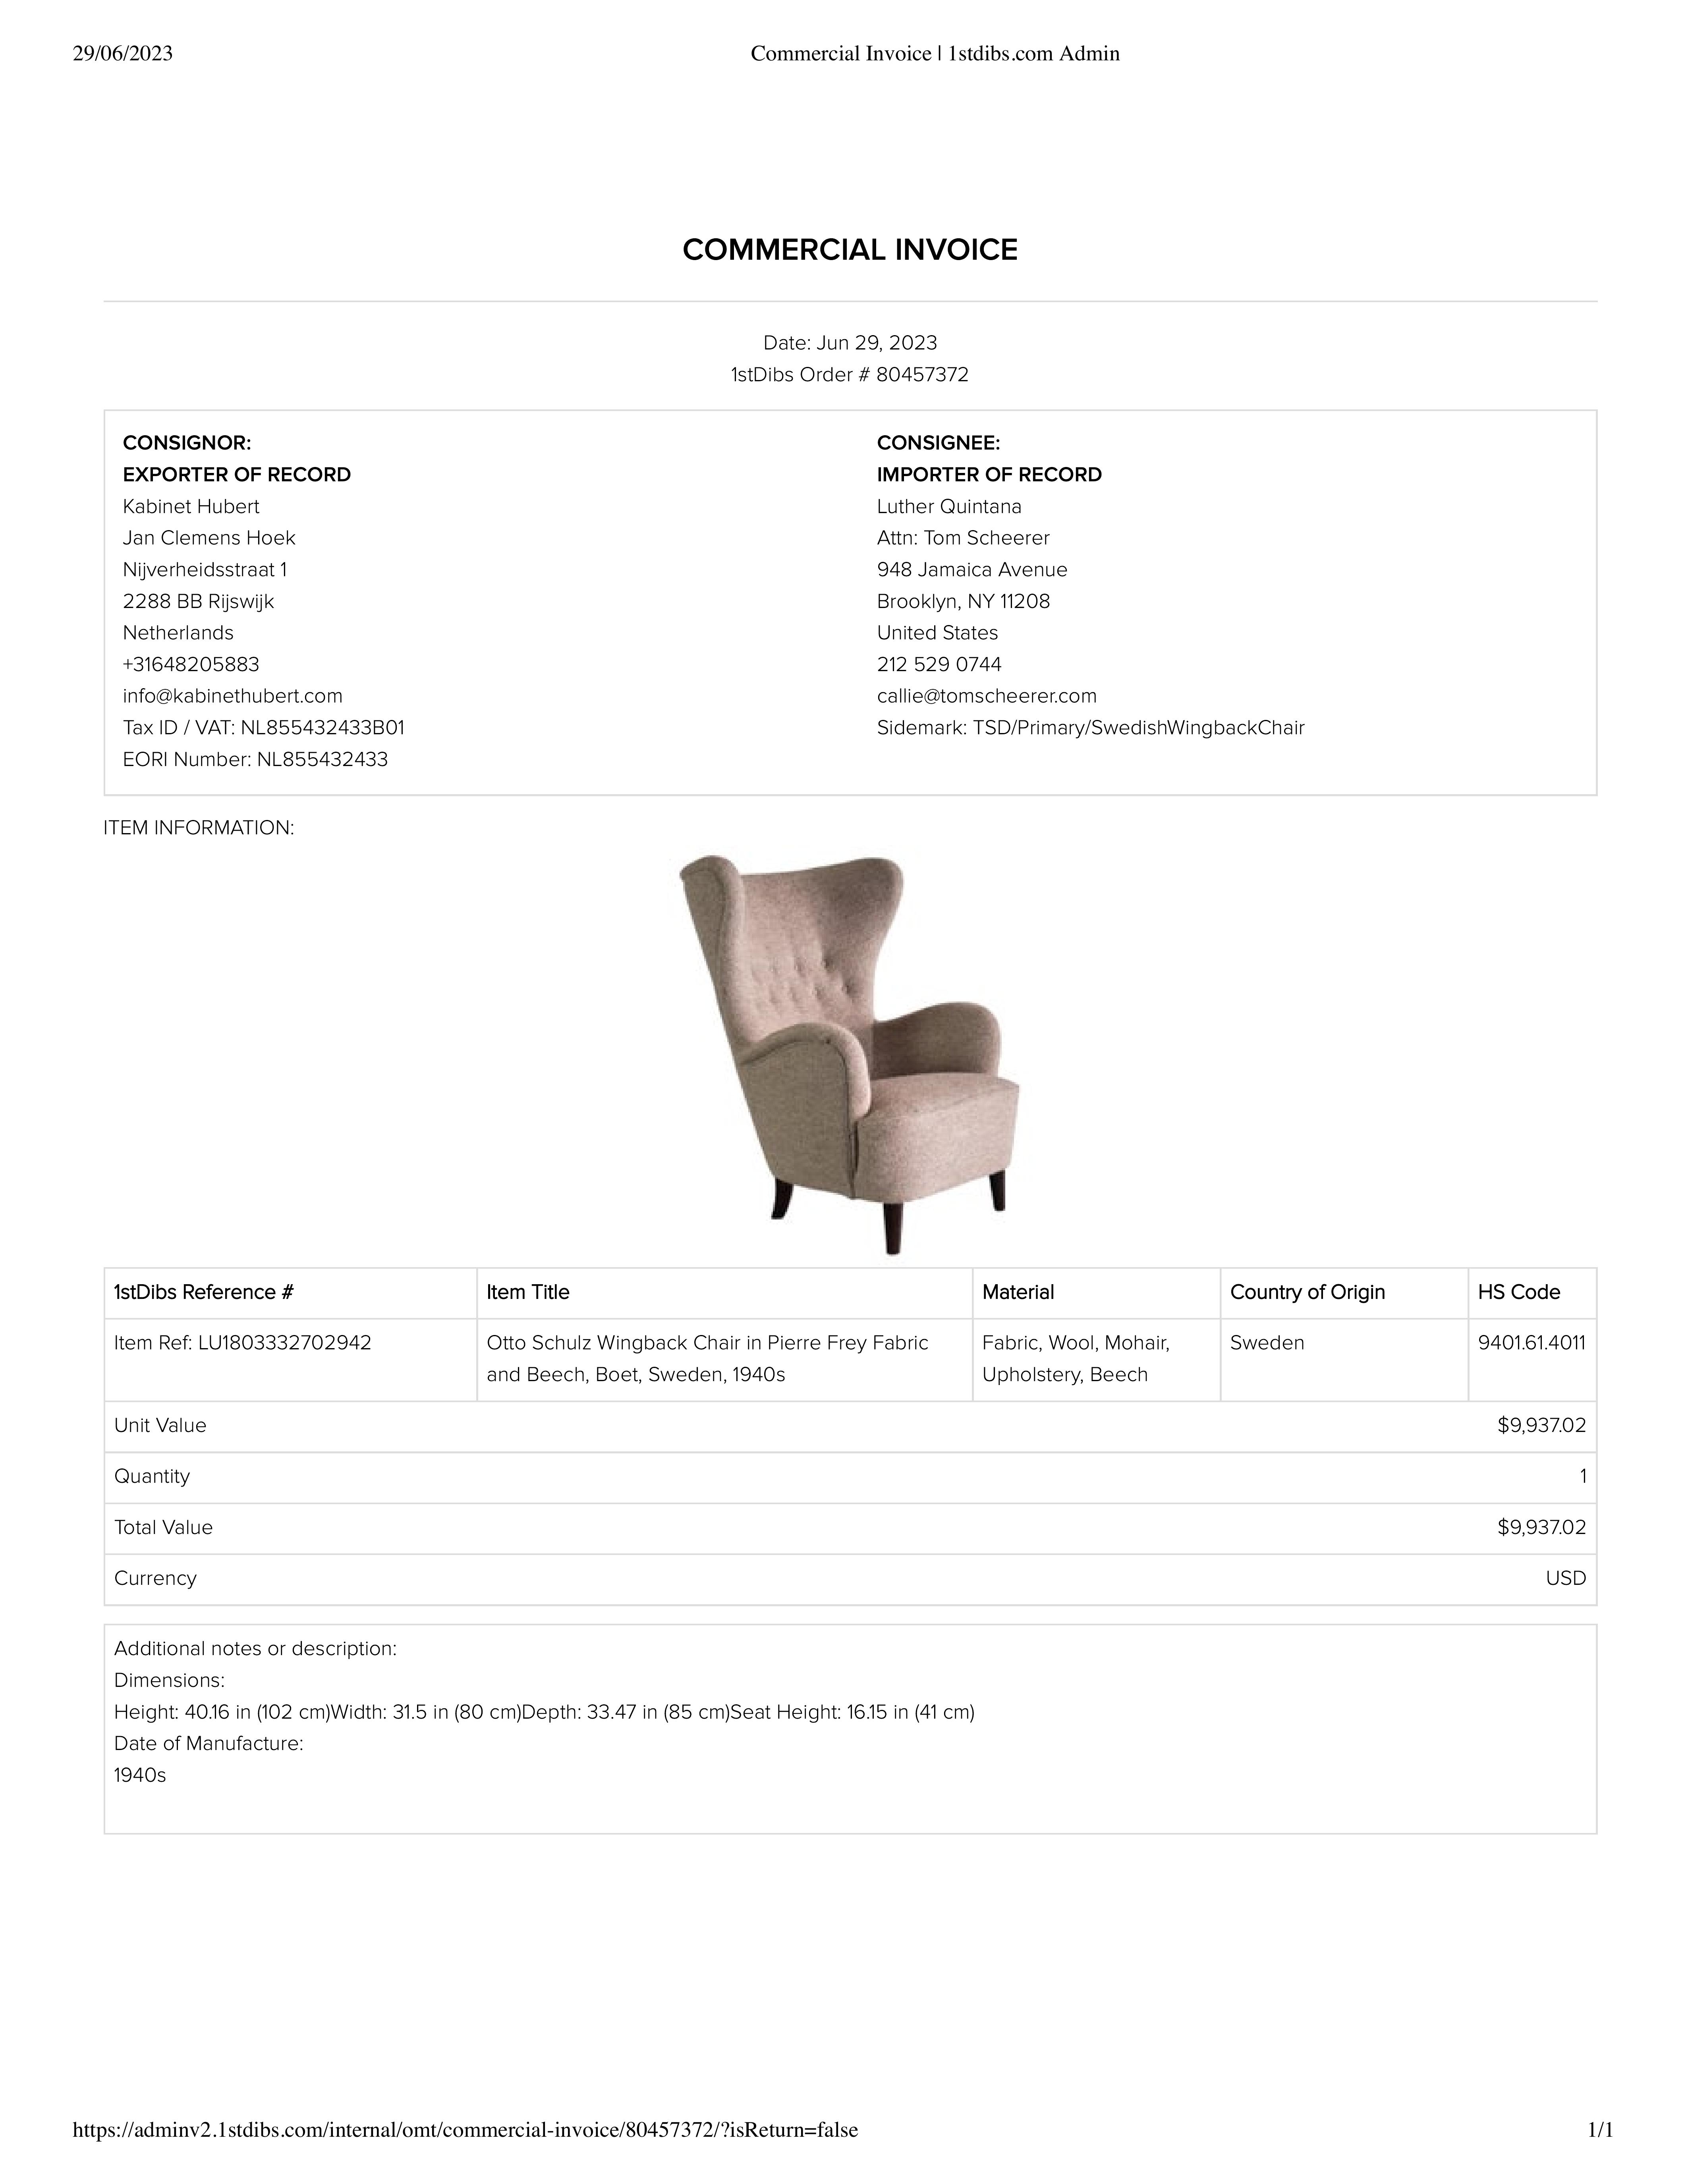 29/06/2023
Commercial Invoice | 1stdibs.com Admin
COMMERCIAL INVOICE
Date: Jun 29, 2023
1stDibs Order # 80457372
CONSIGNOR:
EXPORTER OF RECORD
Kabinet Hubert
Jan Clemens Hoek
Nijverheidsstraat 1
2288 BB Rijswijk
Netherlands
+31648205883
info@kabinethubert.com
Tax ID / VAT: NL855432433B01
EORI Number: NL855432433
CONSIGNEE:
IMPORTER OF RECORD
Luther Quintana
Attn: Tom Scheerer
948 Jamaica Avenue
Brooklyn, NY 11208
United States
212 529 0744
callie@tomscheerer.com
Sidemark: TSD/Primary/SwedishWingbackChair
ITEM INFORMATION:
1stDibs Reference # Item Title Material Country of Origin HS Code
Item Ref: LU1803332702942 Otto Schulz Wingback Chair in Pierre Frey Fabric Fabric, Wool, Mohair, Sweden 9401.61.4011
and Beech, Boet, Sweden, 1940s Upholstery, Beech
Unit Value $9,937.02
Quantity 1
Total Value $9,937.02
Currency USD
Additional notes or description:
Dimensions:
Height: 40.16 in (102 cm)Width: 31.5 in (80 cm)Depth: 33.47 in (85 cm)Seat Height: 16.15 in (41 cm)
Date of Manufacture:
1940s
https://adminv2.1stdibs.com/internal/omt/commercial-invoice/80457372/?isReturn=false
1/1